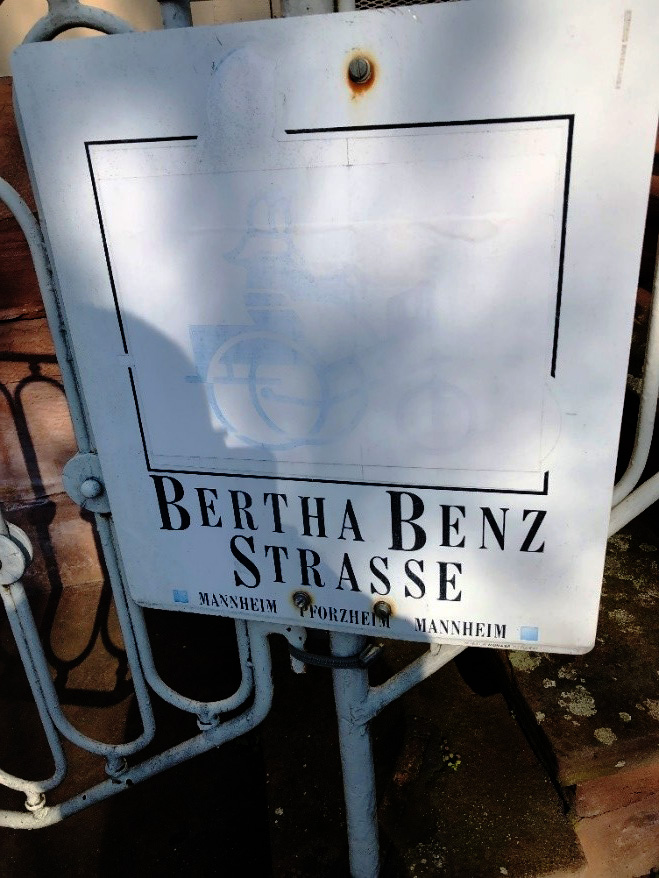 BERTHA BENZ
STRASSE
MANNHEIM PFORZHEIM MANNHEIM